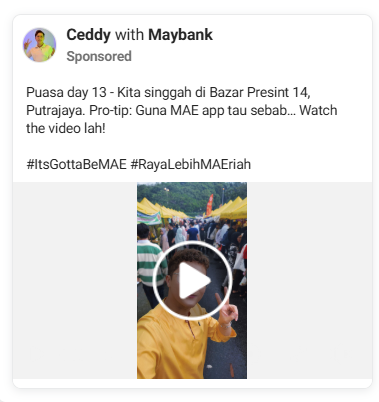 Ceddy with Maybank
Sponsored
Puasa day 13 - Kita singgah di Bazar Presint 14,
Putrajaya. Pro-tip: Guna MAE app tau sebab... Watch
the video lah!
#ItsGottaBeMAE #RayaLebihMAEriah